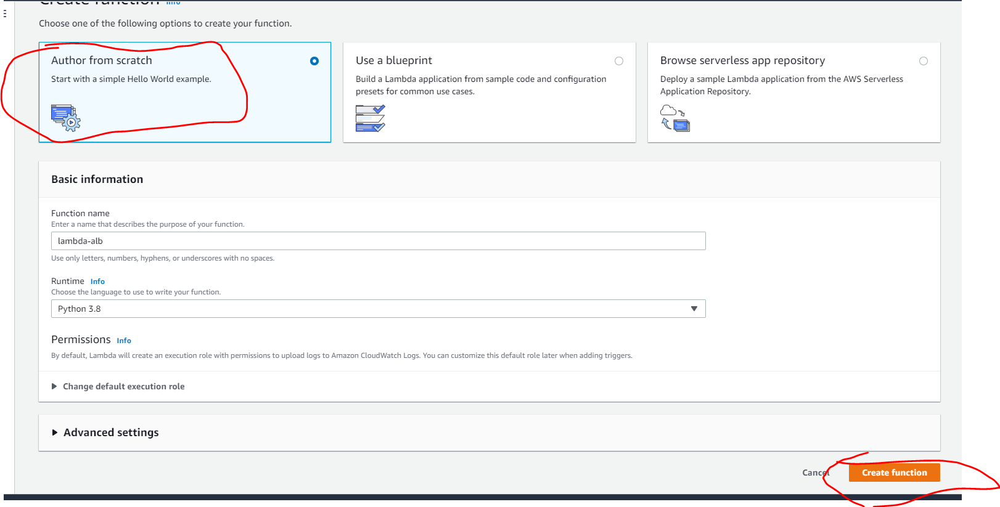 Create function Info
Choose one of the following options to create your function.
Author from scratch
Start with a simple Hello World example.
Use a blueprint
Build a Lambda application from sample code and configuration
presets for common use cases.
Browse serverless app repository
Deploy a sample Lambda application from the AWS Serverless
Application Repository.
Basic information
Function name
Enter a name that describes the purpose of your function.
lambda-alb
Use only letters, numbers, hyphens, or underscores with no spaces.
Runtime Info
Choose the language to use to write your function.
Python 3.8
Permissions Info
By default, Lambda will create an execution role with permissions to upload logs to Amazon CloudWatch Logs. You can customize this default role later when adding triggers.
Change default execution role
Advanced settings
Cancel Create function